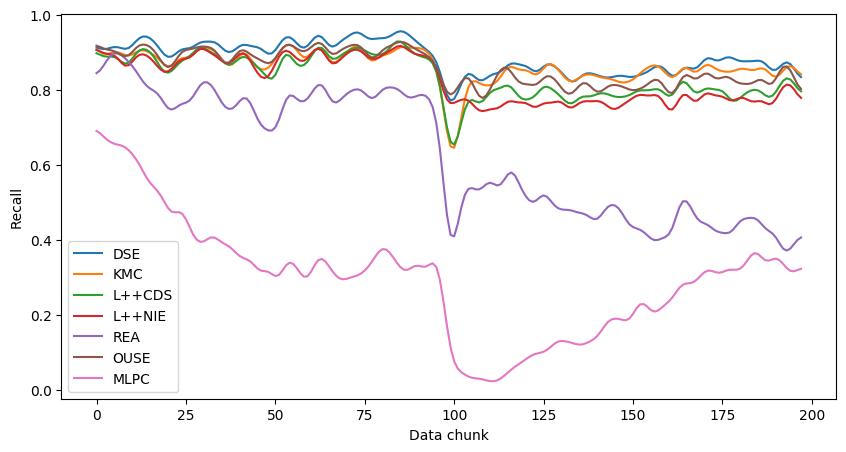 1.0
0.8
0.6
0.4
0.2
0.0
Recall
DSE
KMC
L++CDS
L++NIE
REA
OUSE
MLPC
0 25 50 75 100 125 150 175 200
Data chunk